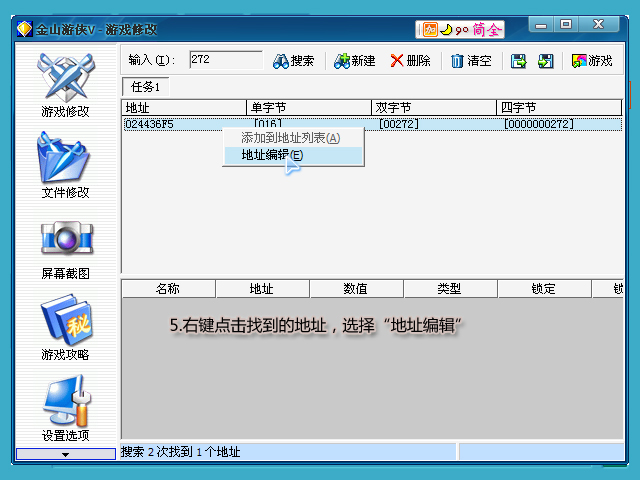 金山游侠V - 游戏修改
简全
输入(I):
272
搜索
新建
删除
清空
游戏
任务1
地址 单字节 双字节 四字节
024436F5 [016] [00272] [0000000272]
添加到地址列表(A)
地址编辑(E)
游戏修改
文件修改
屏幕截图
游戏攻略
设置选项
名称 地址 数值 类型 锁定
5.右键点击找到的地址，选择“地址编辑”
搜索 2 次找到 1 个地址